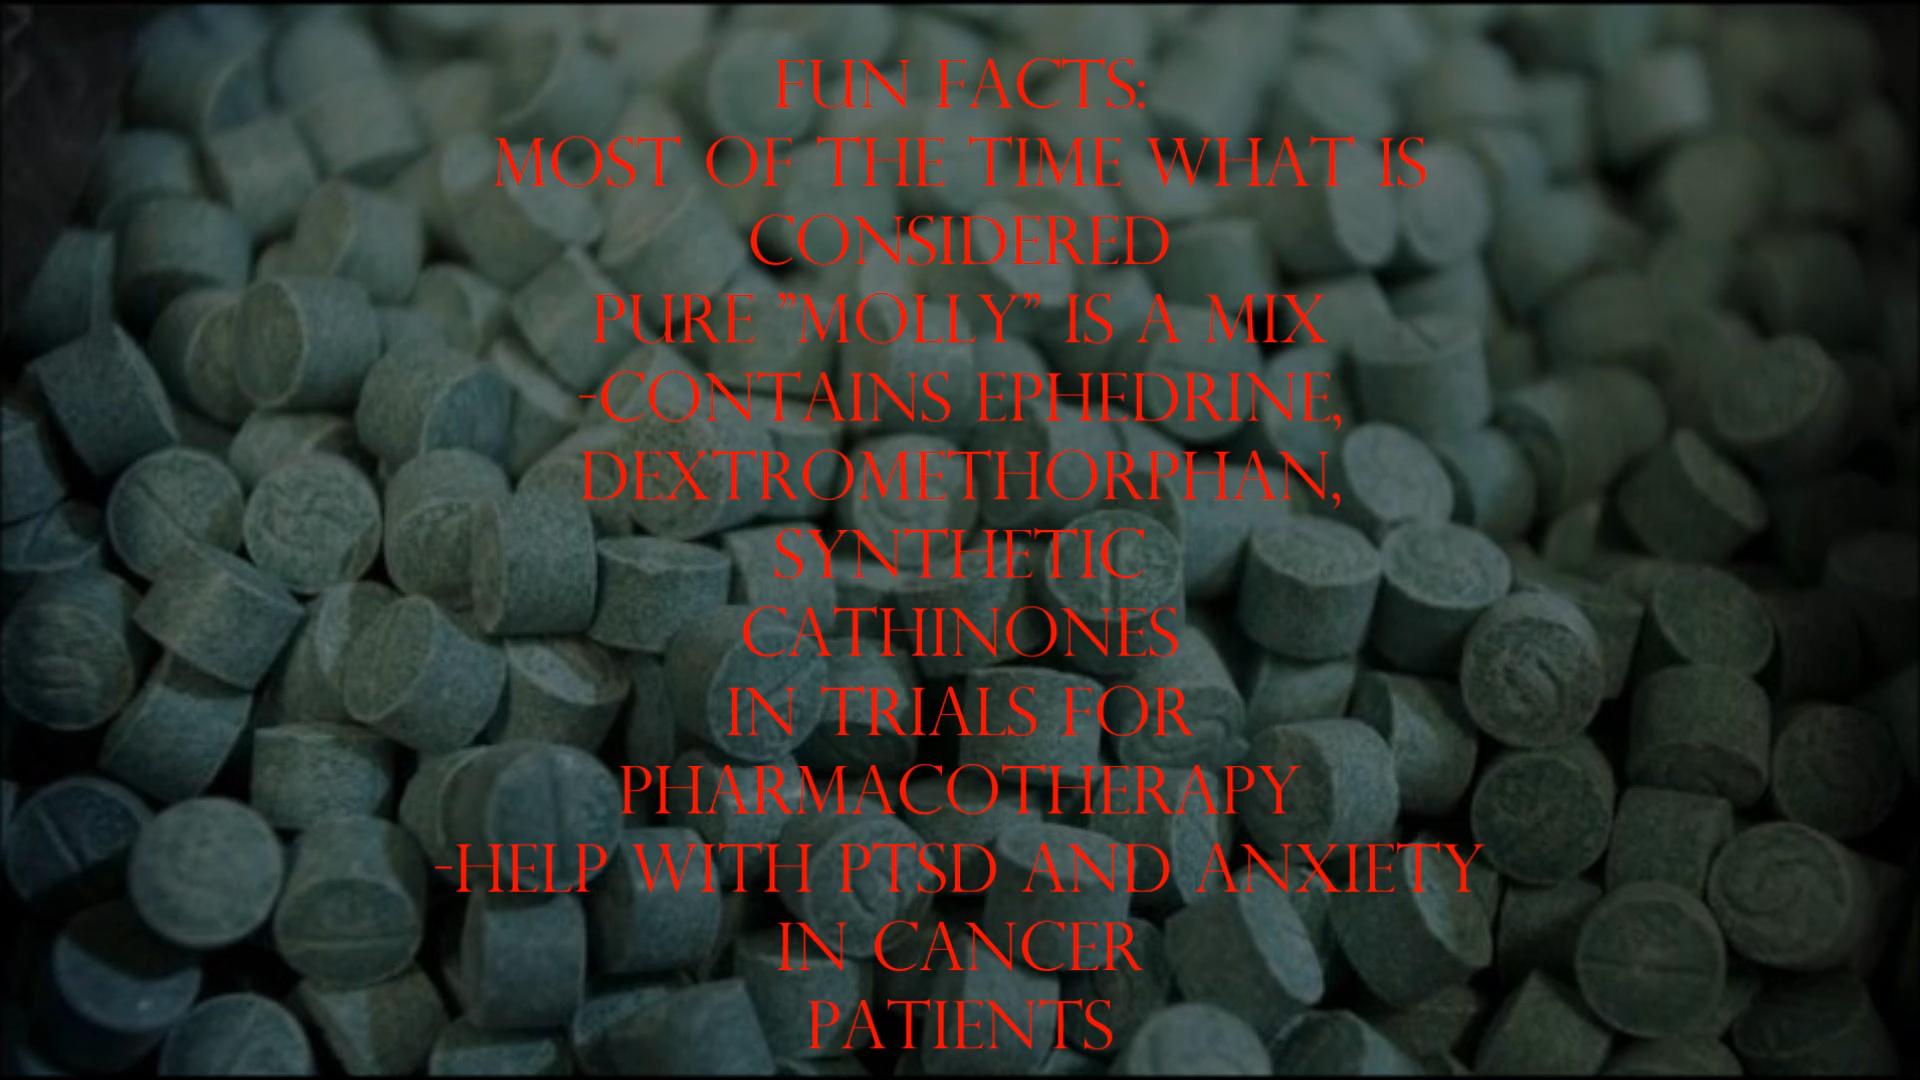 FUN FACTS:
MOST OF THE TIME WHAT IS
CONSIDERED
PURE "MOLLY" IS A MIX
-CONTAINS EPHEDRINE,
DEXTROMETHORPHAN,
SYNTHETIC
CATHINONES
IN TRIALS FOR
PHARMACOTHERAPY
-HELP WITH PTSD AND ANXIETY
IN CANCER
PATIENTS